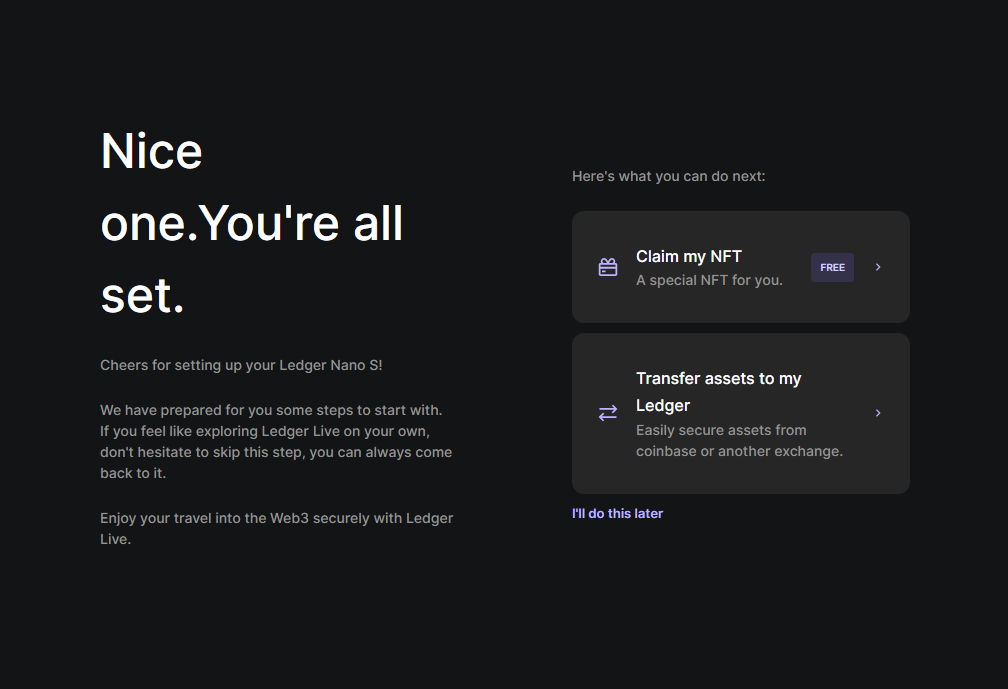 Nice
one.You're all
set.
Cheers for setting up your Ledger Nano S!
We have prepared for you some steps to start with.
If you feel like exploring Ledger Live on your own,
don't hesitate to skip this step, you can always come
back to it.
Enjoy your travel into the Web3 securely with Ledger
Live.
Here's what you can do next:
Claim my NFT
A special NFT for you.
FREE
Transfer assets to my
Ledger
Easily secure assets from
coinbase or another exchange.
I'll do this later